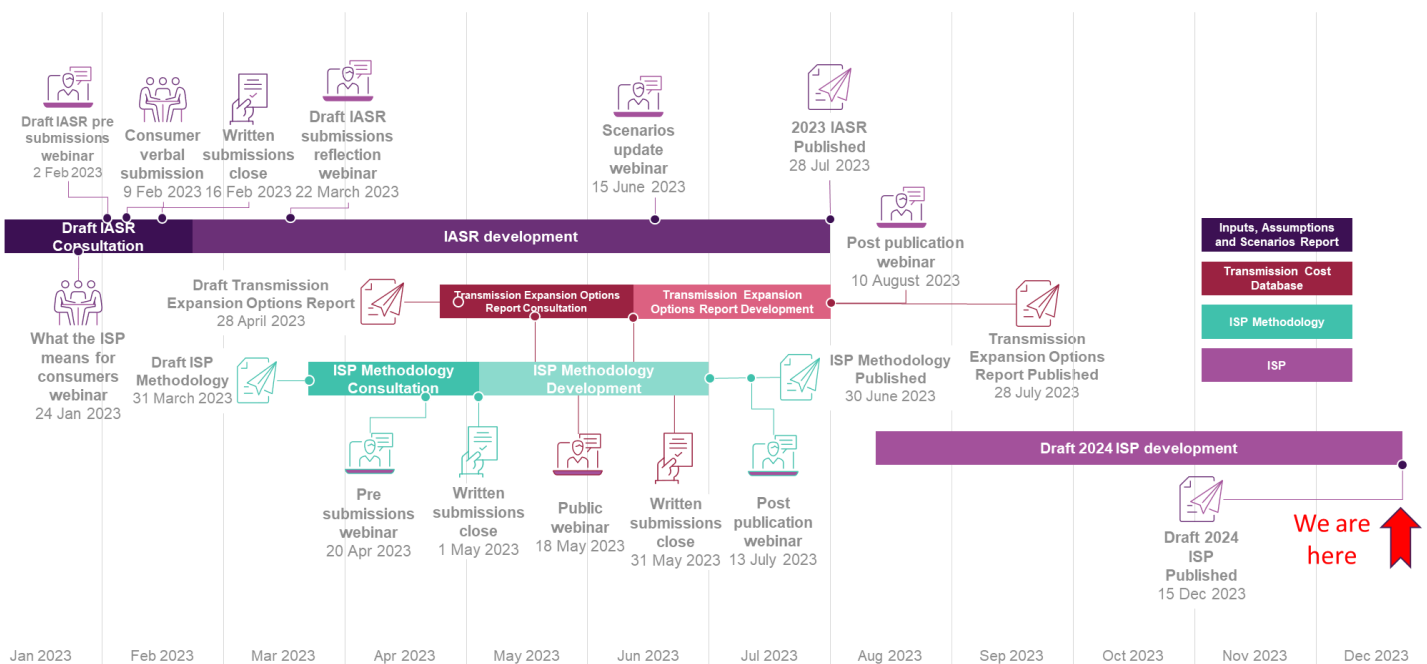 Draft IASR pre
submissions
webinar
2 Feb 2023
Consumer
verbal
submission
9 Feb 2023
Written
submissions
close
16 Feb 2023
Draft IASR
submissions
reflection
webinar
22 March 2023
Scenarios
update
webinar
15 June 2023
2023 IASR
Published
28 Jul 2023
Draft IASR
Consultation
IASR development
Post publication
webinar
10 August 2023
Inputs, Assumptions
and Scenarios Report
Transmission Cost
Database
ISP Methodology
ISP
What the ISP
means for
consumers
webinar
24 Jan 2023
Draft Transmission
Expansion Options Report
28 April 2023
Transmission Expansion Options
Report Consultation
Transmission Expansion
Options Report Development
Transmission
Expansion Options
Report Published
28 July 2023
Draft ISP
Methodology
31 March 2023
ISP Methodology
Consultation
ISP Methodology
Development
ISP Methodology
Published
30 June 2023
Pre
submissions
webinar
20 Apr 2023
Written
submissions
close
1 May 2023
Public
webinar
18 May 2023
Written
submissions
close
31 May 2023
Post
publication
webinar
13 July 2023
Draft 2024 ISP development
Draft 2024
ISP
Published
15 Dec 2023
We are
here
Jan 2023
Feb 2023
Mar 2023
Apr 2023
May 2023
Jun 2023
Jul 2023
Aug 2023
Sep 2023
Oct 2023
Nov 2023
Dec 2023